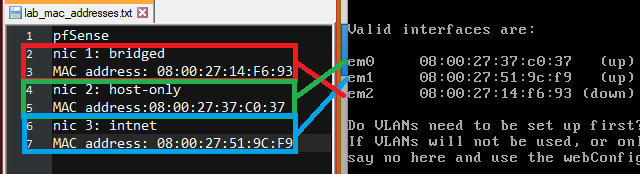 lab_mac_addresses.txt
1 pfSense
2 nic 1: bridged
3 MAC address: 08:00:27:14:F6:93
4 nic 2: host-only
5 MAC address:08:00:27:37:C0:37
6 nic 3: intnet
7 MAC address: 08:00:27:51:9C:F9
Valid interfaces are:
em0 08:00:27:37:c0:37 (up)
em1 08:00:27:51:9c:f9 (up)
em2 08:00:27:14:f6:93 (down)
Do VLANs need to be set up first?
If VLANs will not be used, or onl
say no here and use the webConfig